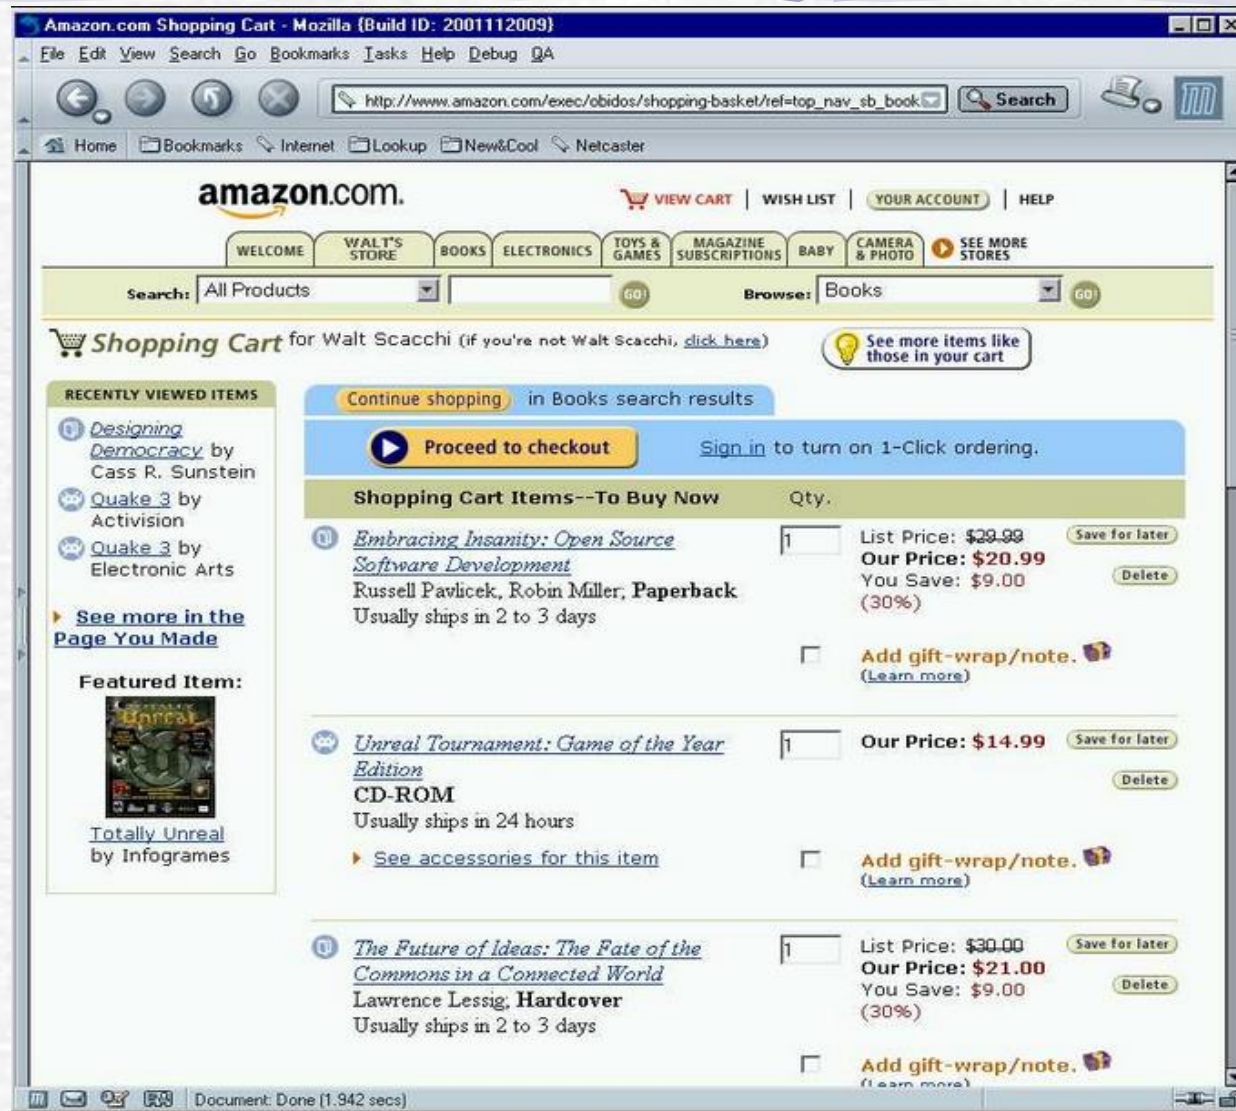 Amazon.com Shopping Cart - Mozilla {Build ID: 2001112009}
File Edit View Search Go Bookmarks Tasks Help Debug QA
http://www.amazon.com/exec/obidos/shopping-basket/ref=top_nav_sb_book
Search
Home Bookmarks Internet Lookup New&Cool Netcaster
amazon.com.
VIEW CART | WISH LIST | YOUR ACCOUNT | HELP
WELCOME
WALT'S STORE
BOOKS
ELECTRONICS
TOYS & GAMES
MAGAZINE SUBSCRIPTIONS
BABY
CAMERA & PHOTO
SEE MORE STORES
Search: All Products GO! Browse: Books GO!
Shopping Cart for Walt Scacchi (if you're not Walt Scacchi, click here)
See more items like
those in your cart
RECENTLY VIEWED ITEMS
Designing
Democracy by
Cass R. Sunstein
Quake 3 by
Activision
Quake 3 by
Electronic Arts
See more in the
Page You Made
Featured Item:
Unreal
Totally Unreal
by Infogrames
Continue shopping in Books search results
Proceed to checkout Sign in to turn on 1-Click ordering.
Shopping Cart Items--To Buy Now Qty.
Embracing Insanity: Open Source
Software Development
Russell Pavlicek, Robin Miller; Paperback
Usually ships in 2 to 3 days
1
List Price: $29.99
Our Price: $20.99
You Save: $9.00
(30%)
Save for later
Delete
Add gift-wrap/note.
(Learn more)
Unreal Tournament: Game of the Year
Edition
CD-ROM
Usually ships in 24 hours
See accessories for this item
1
Our Price: $14.99
Save for later
Delete
Add gift-wrap/note.
(Learn more)
The Future of Ideas: The Fate of the
Commons in a Connected World
Lawrence Lessig; Hardcover
Usually ships in 2 to 3 days
1
List Price: $30.00
Our Price: $21.00
You Save: $9.00
(30%)
Save for later
Delete
Add gift-wrap/note.
(Learn more)
Document: Done (1.942 secs)